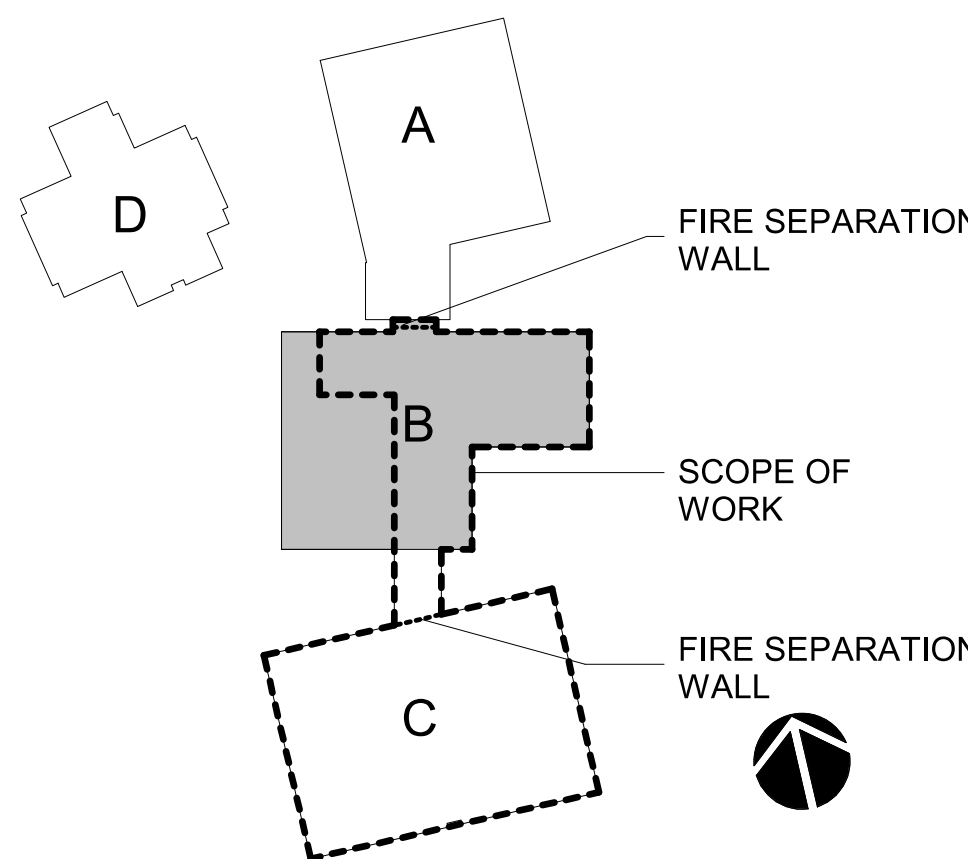 A
D
FIRE SEPARATION
WALL
B
SCOPE OF
WORK
FIRE SEPARATION
WALL
C